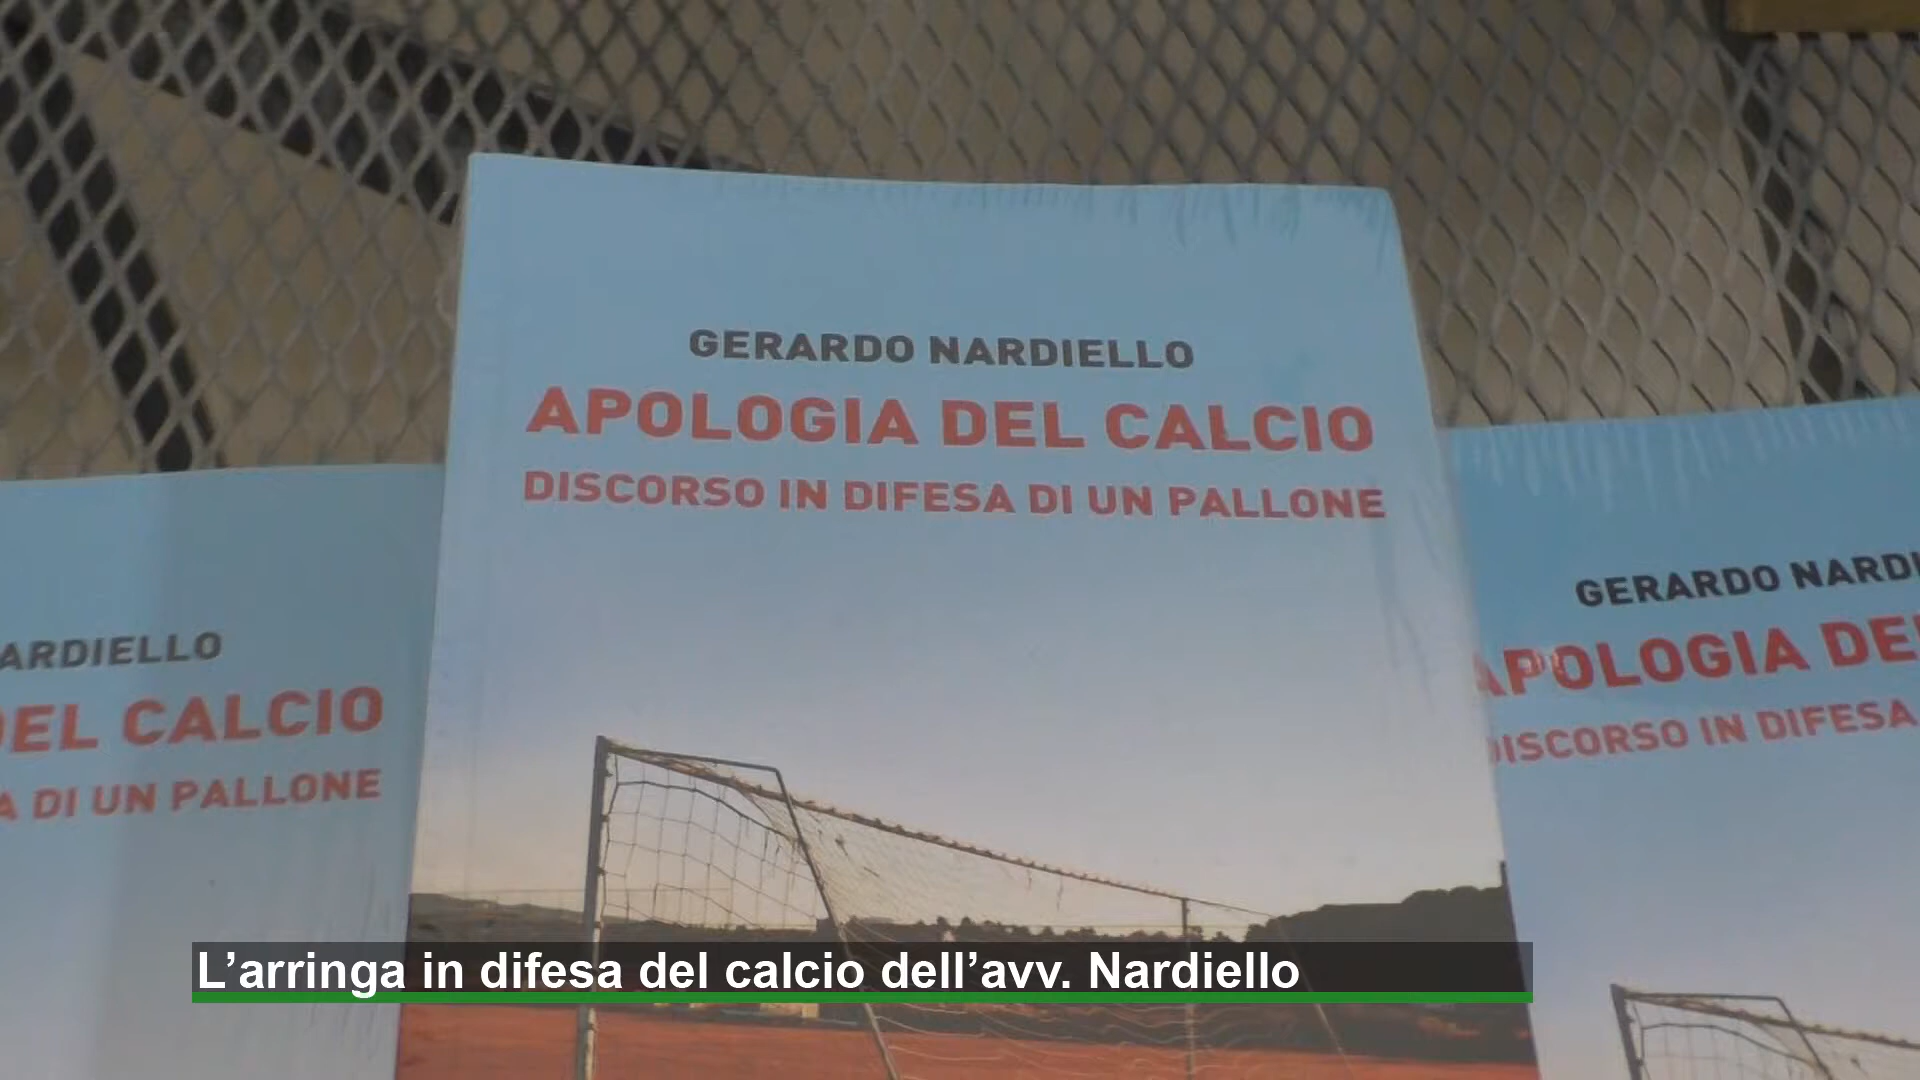 GERARDO NARDIELLO
APOLOGIA DEL CALCIO
DISCORSO IN DIFESA DI UN PALLONE
ARDIELLO
DEL CALCIO
A DI UN PALLONE
GERARDO NARDI
APOLOGIA DEL
DISCORSO IN DIFESA
L’arringa in difesa del calcio dell’avv. Nardiello